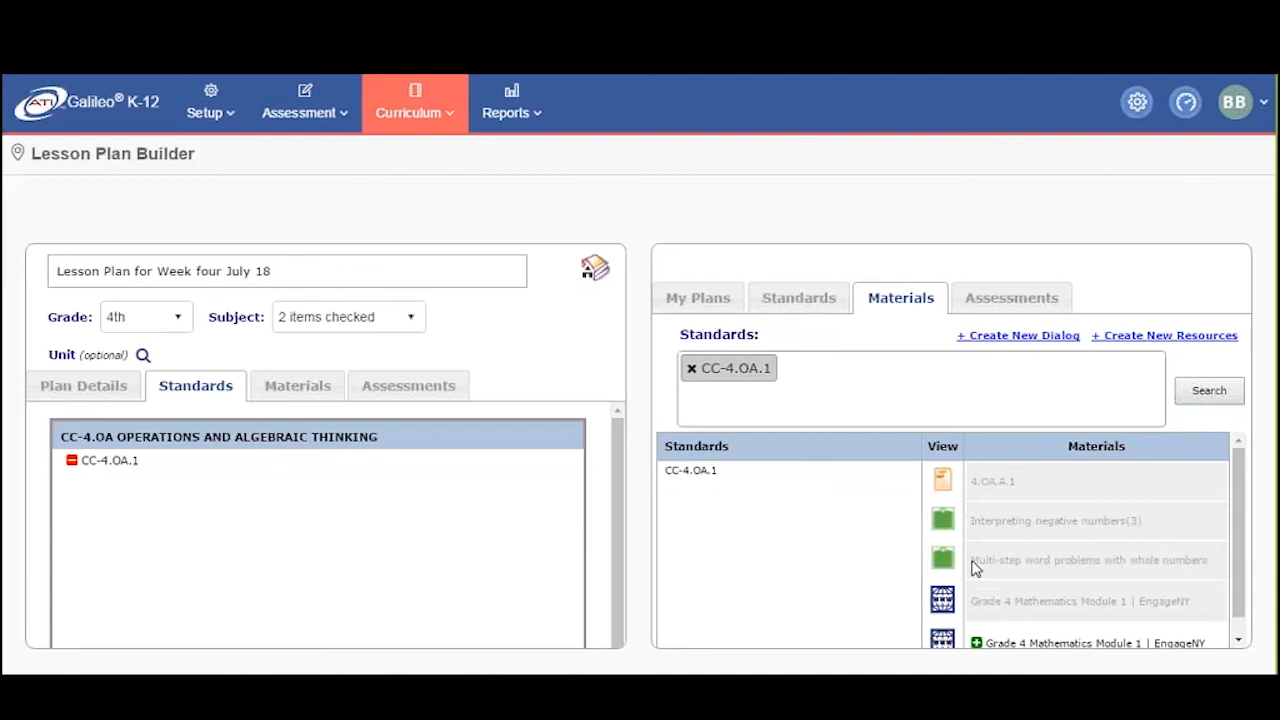 ATI Galileo® K-12
Setup
Assessment
Curriculum
Reports
BB
Lesson Plan Builder
Lesson Plan for Week four July 18
Grade: 4th Subject: 2 items checked
Unit (optional)
Plan Details Standards Materials Assessments
CC-4.OA OPERATIONS AND ALGEBRAIC THINKING
CC-4.OA.1
My Plans Standards Materials Assessments
Standards: + Create New Dialog + Create New Resources
× CC-4.OA.1
Search
Standards View Materials
CC-4.OA.1
4.OA.A.1
Interpreting negative numbers(3)
Multi-step word problems with whole numbers
Grade 4 Mathematics Module 1 | EngageNY
Grade 4 Mathematics Module 1 | EngageNY